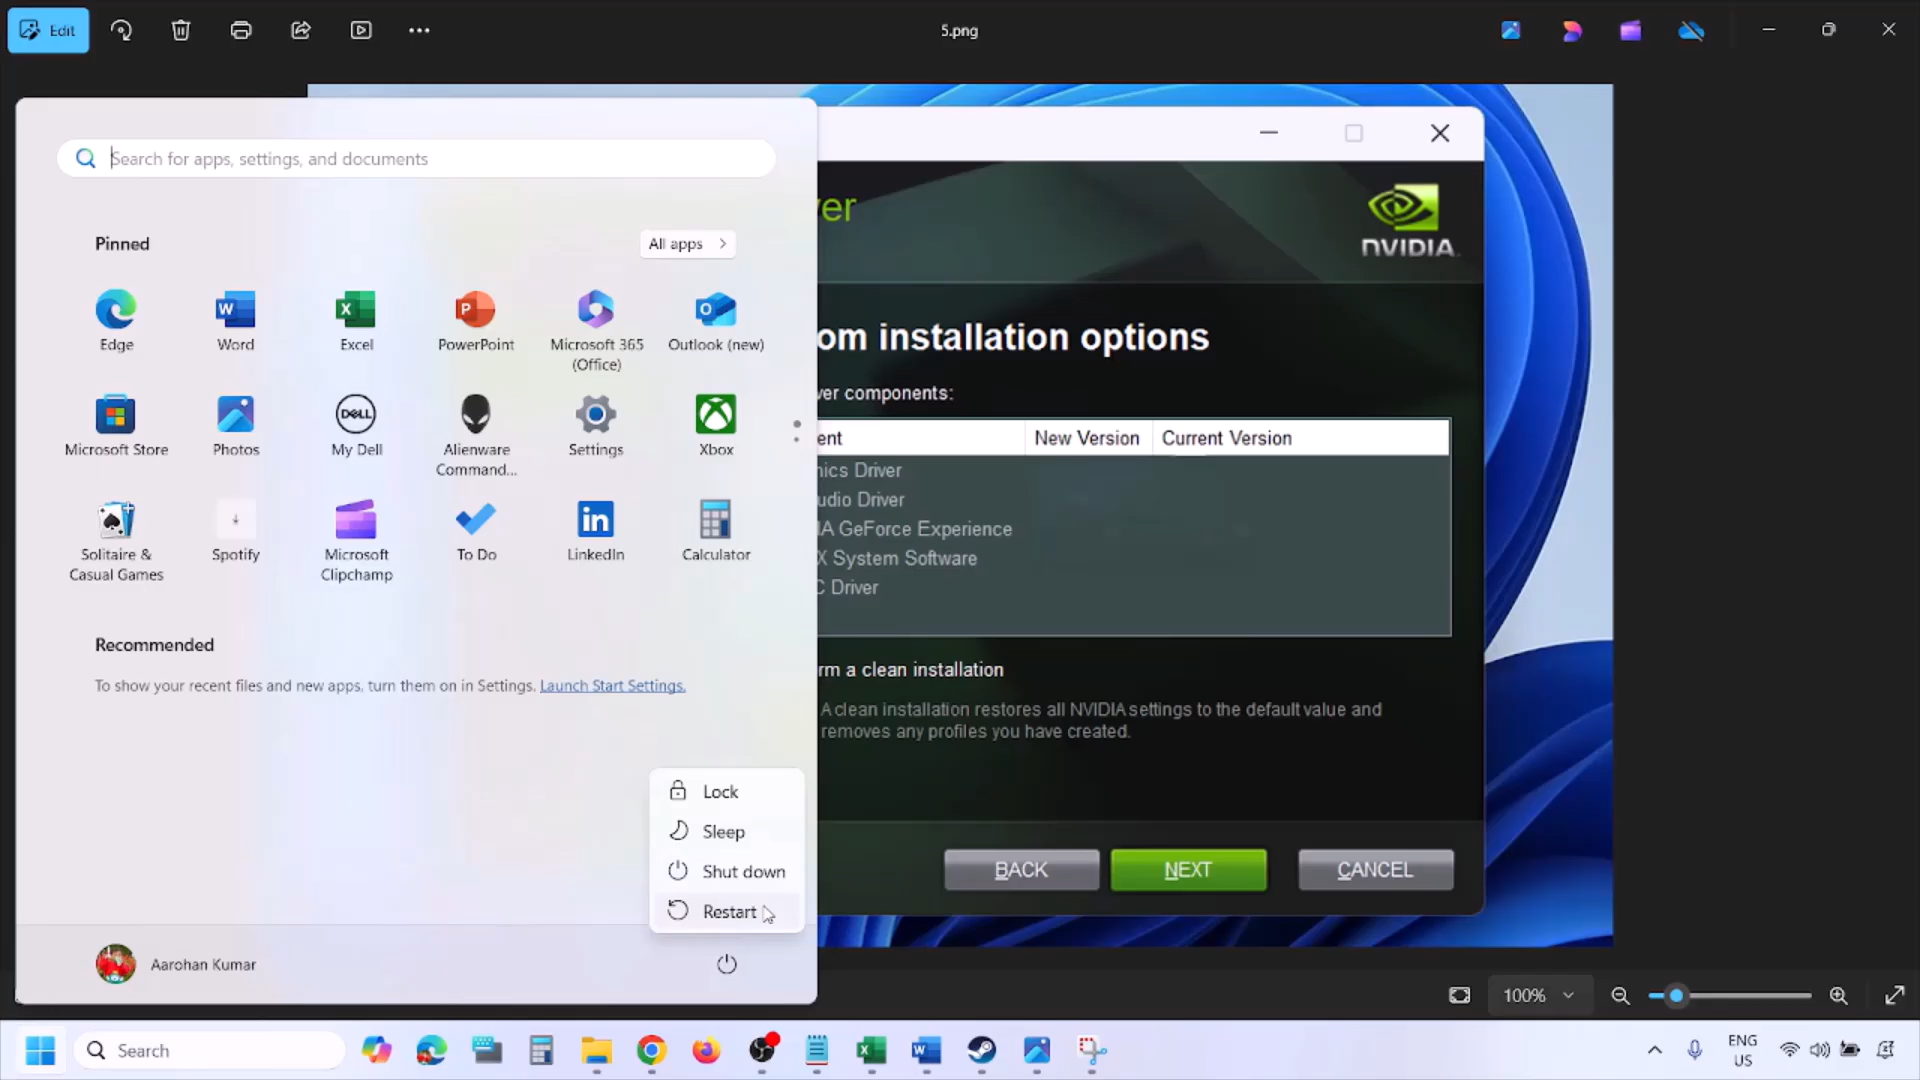 Edit
5.png
Search for apps, settings, and documents
Pinned
All apps
Edge
Word
Excel
PowerPoint
Microsoft 365
(Office)
Outlook (new)
Microsoft Store
Photos
DELL
My Dell
Alienware
Command...
Settings
Xbox
Solitaire &
Casual Games
Spotify
Microsoft
Clipchamp
To Do
LinkedIn
Calculator
Recommended
To show your recent files and new apps, turn them on in Settings. Launch Start Settings.
Lock
Sleep
Shut down
Restart
Aarohan Kumar
ver
NVIDIA
om installation options
ver components:
ent New Version Current Version
nics Driver
udio Driver
IA GeForce Experience
X System Software
C Driver
rm a clean installation
A clean installation restores all NVIDIA settings to the default value and
removes any profiles you have created.
BACK NEXT CANCEL
100%
Search
ENG
US